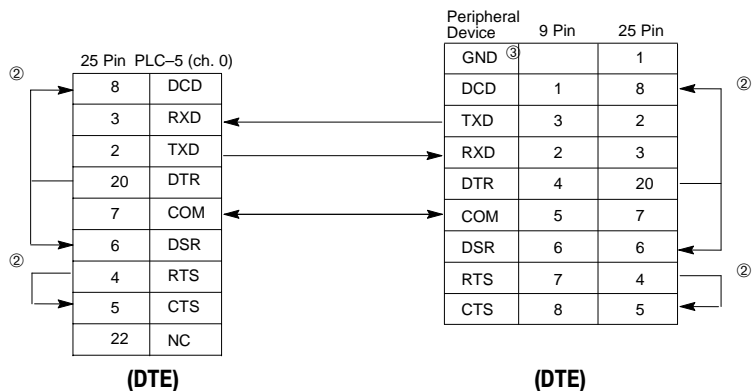 25 Pin PLC–5 (ch. 0)
②
8 DCD
3 RXD
2 TXD
20 DTR
7 COM
6 DSR
②
4 RTS
5 CTS
22 NC
(DTE)
Peripheral
Device 9 Pin 25 Pin
GND ③ 1
②
DCD 1 8
TXD 3 2
RXD 2 3
DTR 4 20
COM 5 7
DSR 6 6
②
RTS 7 4
CTS 8 5
(DTE)